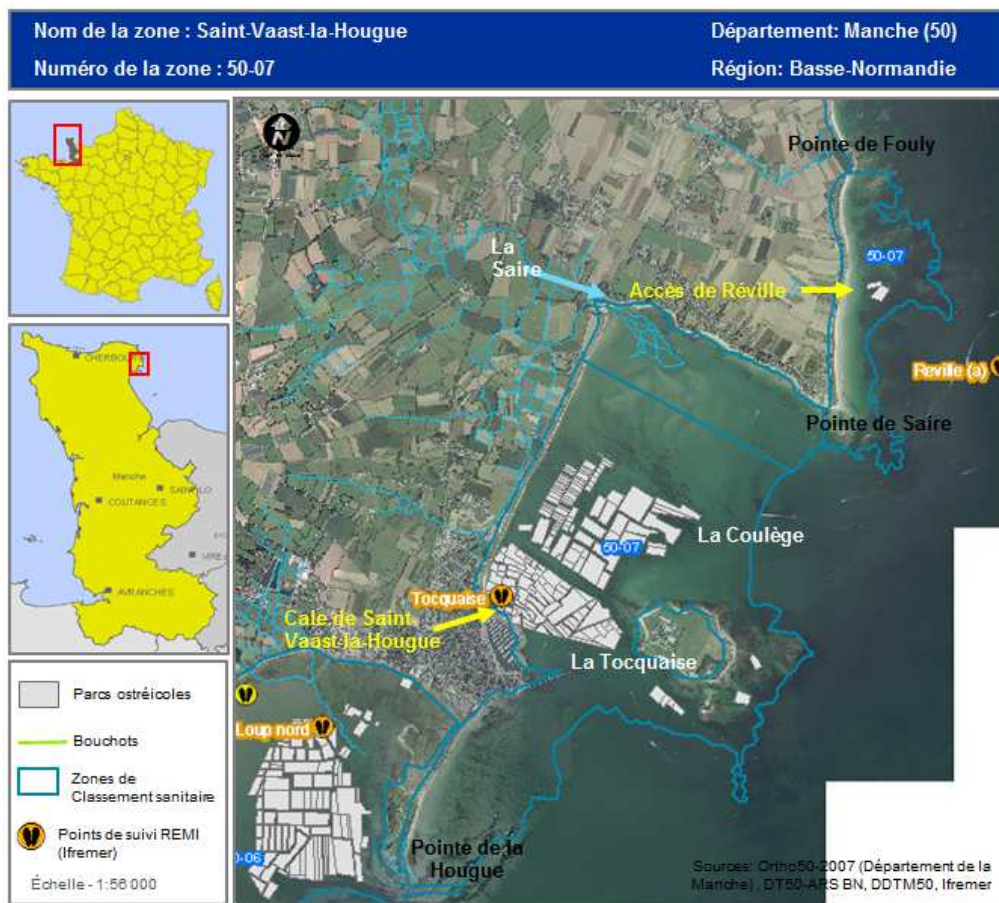 Nom de la zone : Saint-Vaast-la-Hougue
Département: Manche (50)
Numéro de la zone : 50-07
Région: Basse-Normandie
CHERBOURG
Manche
COUTANCES
AVRANCHES
Parcs ostréicoles
Bouchots
Zones de
Classement sanitaire
Points de suivi REMI
(Ifremer)
Échelle - 1:56 000
N
Pointe de Fouly
La
Saire
50-07
Accès de Réville
Reville (a)
Pointe de Saire
La Coulège
50-07
Tocquaise
Cale de Saint-
Vaast-la-Hougue
La Tocquaise
Loup nord
Pointe de la
Hougue
0-06
Sources: Ortho50-2007 (Département de la
Manche), DT50-ARS BN, DDTM50, Ifremer